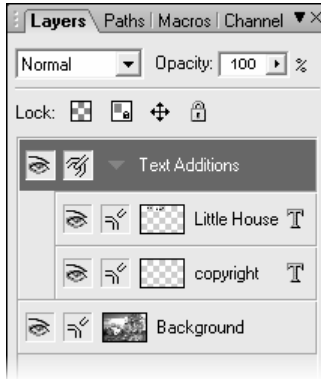 Layers Paths Macros Channel
Normal Opacity: 100 %
Lock:
Text Additions
Little House T
copyright T
Background